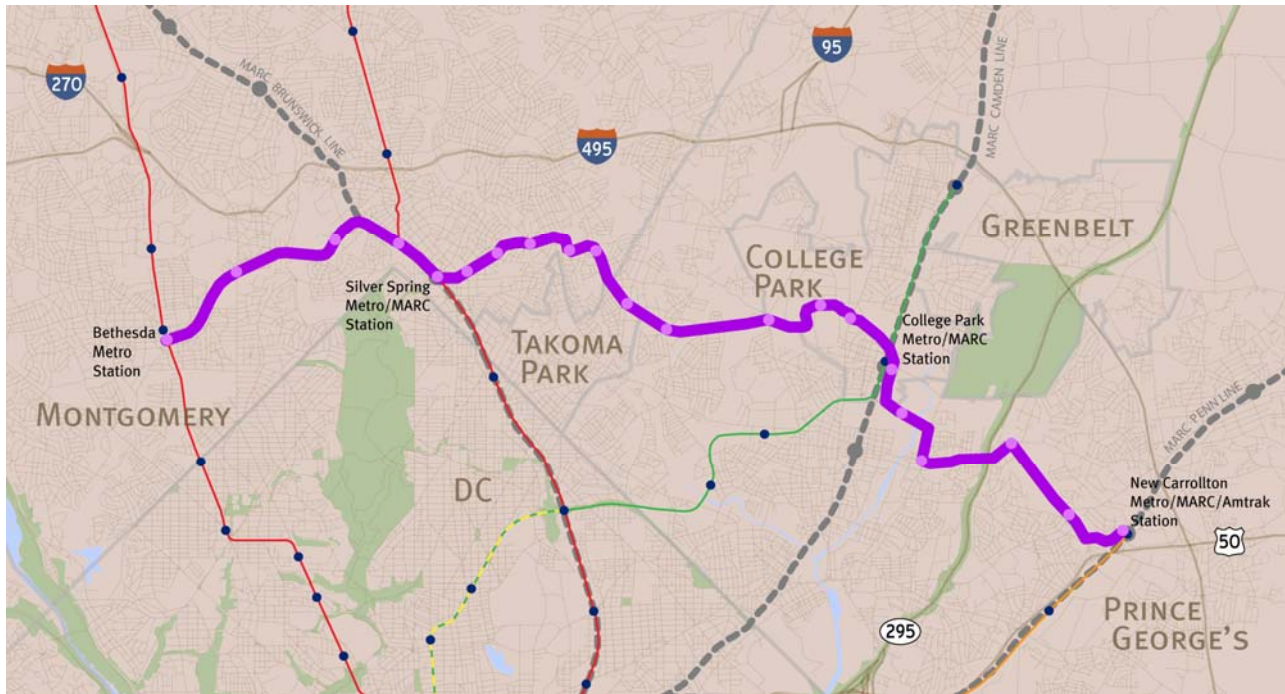 270
MARC BRUNSWICK LINE
495
95
MARC CAMDEN LINE
GREENBELT
COLLEGE
PARK
Silver Spring
Metro/MARC
Station
Bethesda
Metro
Station
TAKOMA
PARK
College Park
Metro/MARC
Station
MONTGOMERY
DC
MARC PENN LINE
New Carrollton
Metro/MARC/Amtrak
Station
50
295
PRINCE
GEORGE'S